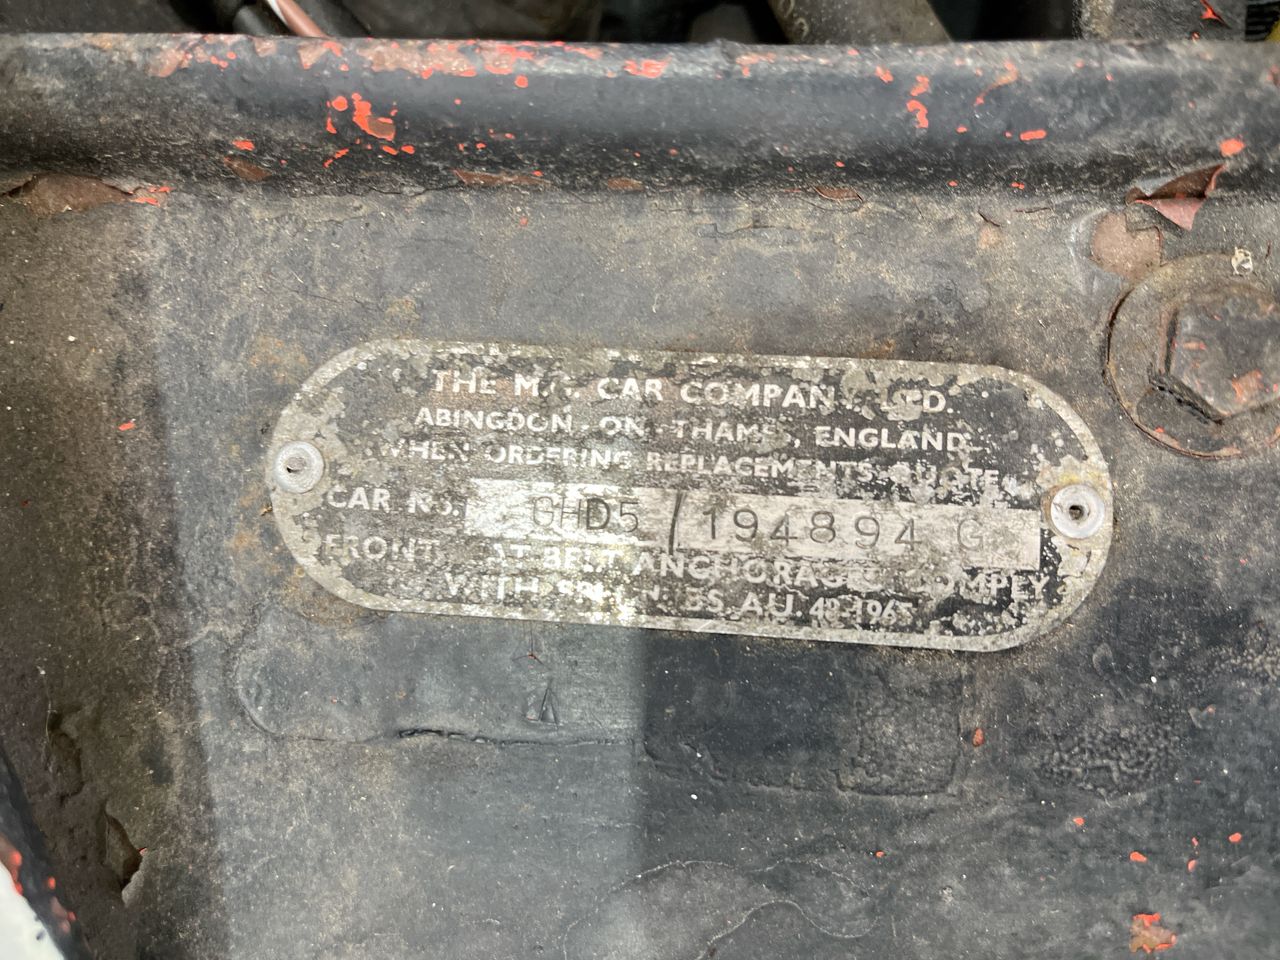 THE M.G. CAR COMPANY LTD.
ABINGDON-ON-THAMES, ENGLAND
WHEN ORDERING REPLACEMENTS QUOTE
CAR No. GHD5/194894 G
FRONT SEAT BELT ANCHORAGES COMPLY
WITH BS. AU. 48-1965